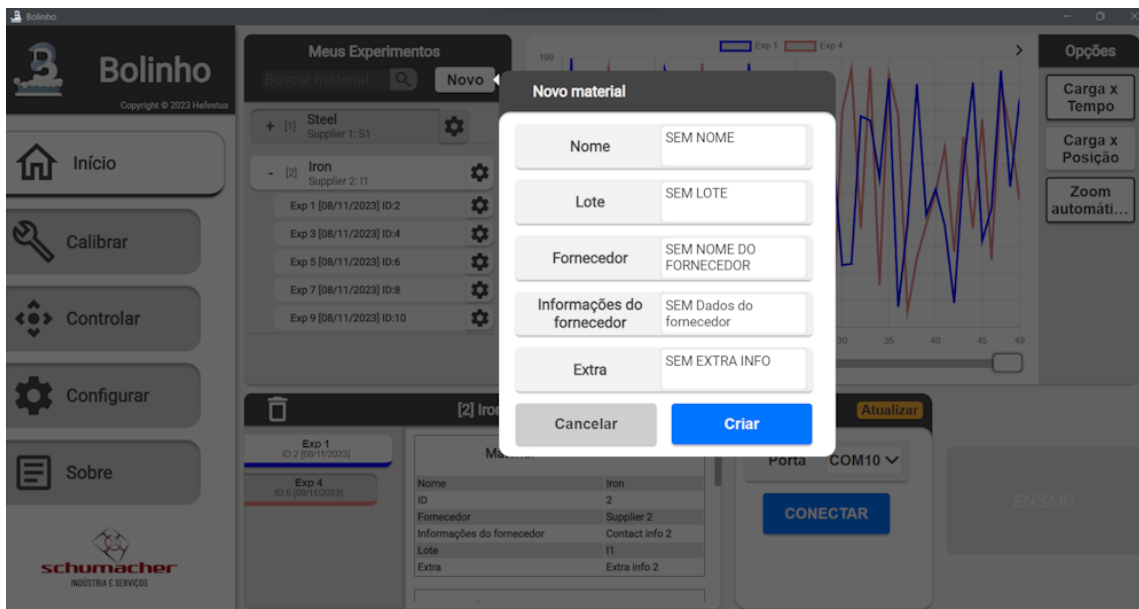 Bolinho
Bolinho
Copyright © 2023 Hefestus
Início
Calibrar
Controlar
Configurar
Sobre
schumacher
INDÚSTRIA E SERVIÇOS
Meus Experimentos
Buscar material...
Novo
+ [1] Steel
Supplier 1: S1
- [2] Iron
Supplier 2: I1
Exp 1 [08/11/2023] ID:2
Exp 3 [08/11/2023] ID:4
Exp 5 [08/11/2023] ID:6
Exp 7 [08/11/2023] ID:8
Exp 9 [08/11/2023] ID:10
Exp 1 Exp 4
199
30 35 40 45 49
Opções
Carga x
Tempo
Carga x
Posição
Zoom
automáti...
Novo material
Nome
SEM NOME
Lote
SEM LOTE
Fornecedor
SEM NOME DO
FORNECEDOR
Informações do
fornecedor
SEM Dados do
fornecedor
Extra
SEM EXTRA INFO
Cancelar
Criar
[2] Iron
Exp 1
ID:2 [08/11/2023]
Exp 4
ID:5 [08/11/2023]
Nome Iron
ID 2
Fornecedor Supplier 2
Informações do fornecedor Contact info 2
Lote I1
Extra Extra info 2
Atualizar
Porta COM10
CONECTAR
ENSAIO